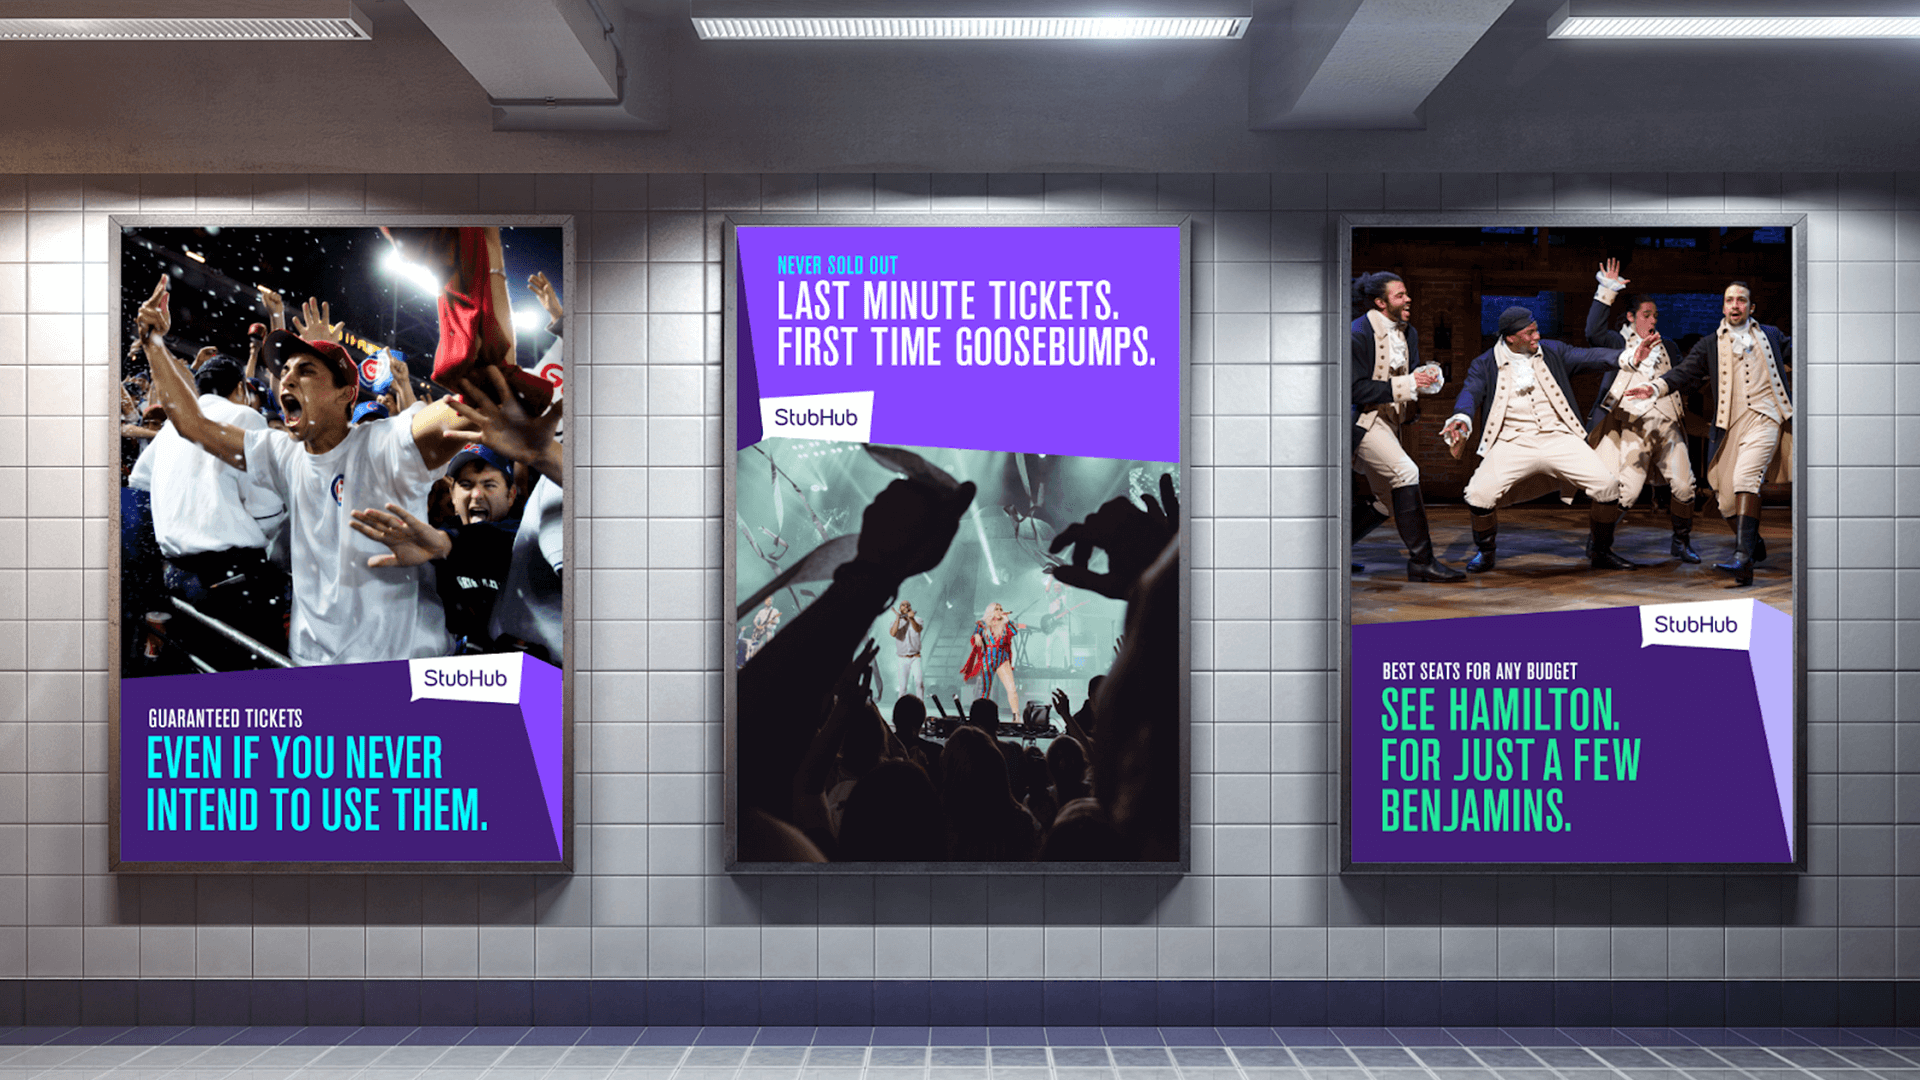 StubHub
GUARANTEED TICKETS
EVEN IF YOU NEVER
INTEND TO USE THEM.
NEVER SOLD OUT
LAST MINUTE TICKETS.
FIRST TIME GOOSEBUMPS.
StubHub
StubHub
BEST SEATS FOR ANY BUDGET
SEE HAMILTON.
FOR JUST A FEW
BENJAMINS.